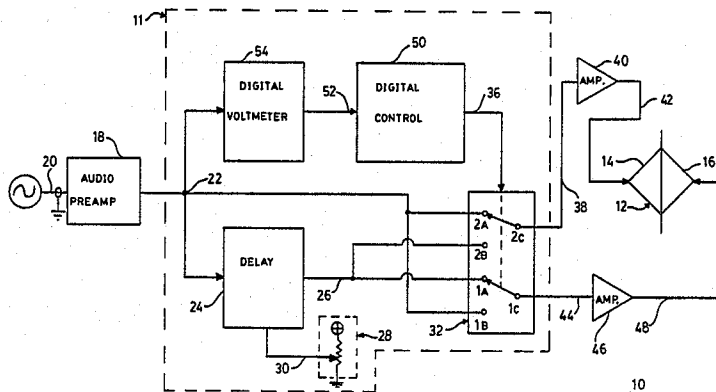 11
54
50
40
AMP.
42
DIGITAL
VOLTMETER
52
DIGITAL
CONTROL
36
18
20
AUDIO
PREAMP
22
14
16
12
38
2A
2C
2B
DELAY
24
26
1A
1C
1B
32
28
30
44
AMP.
46
48
10